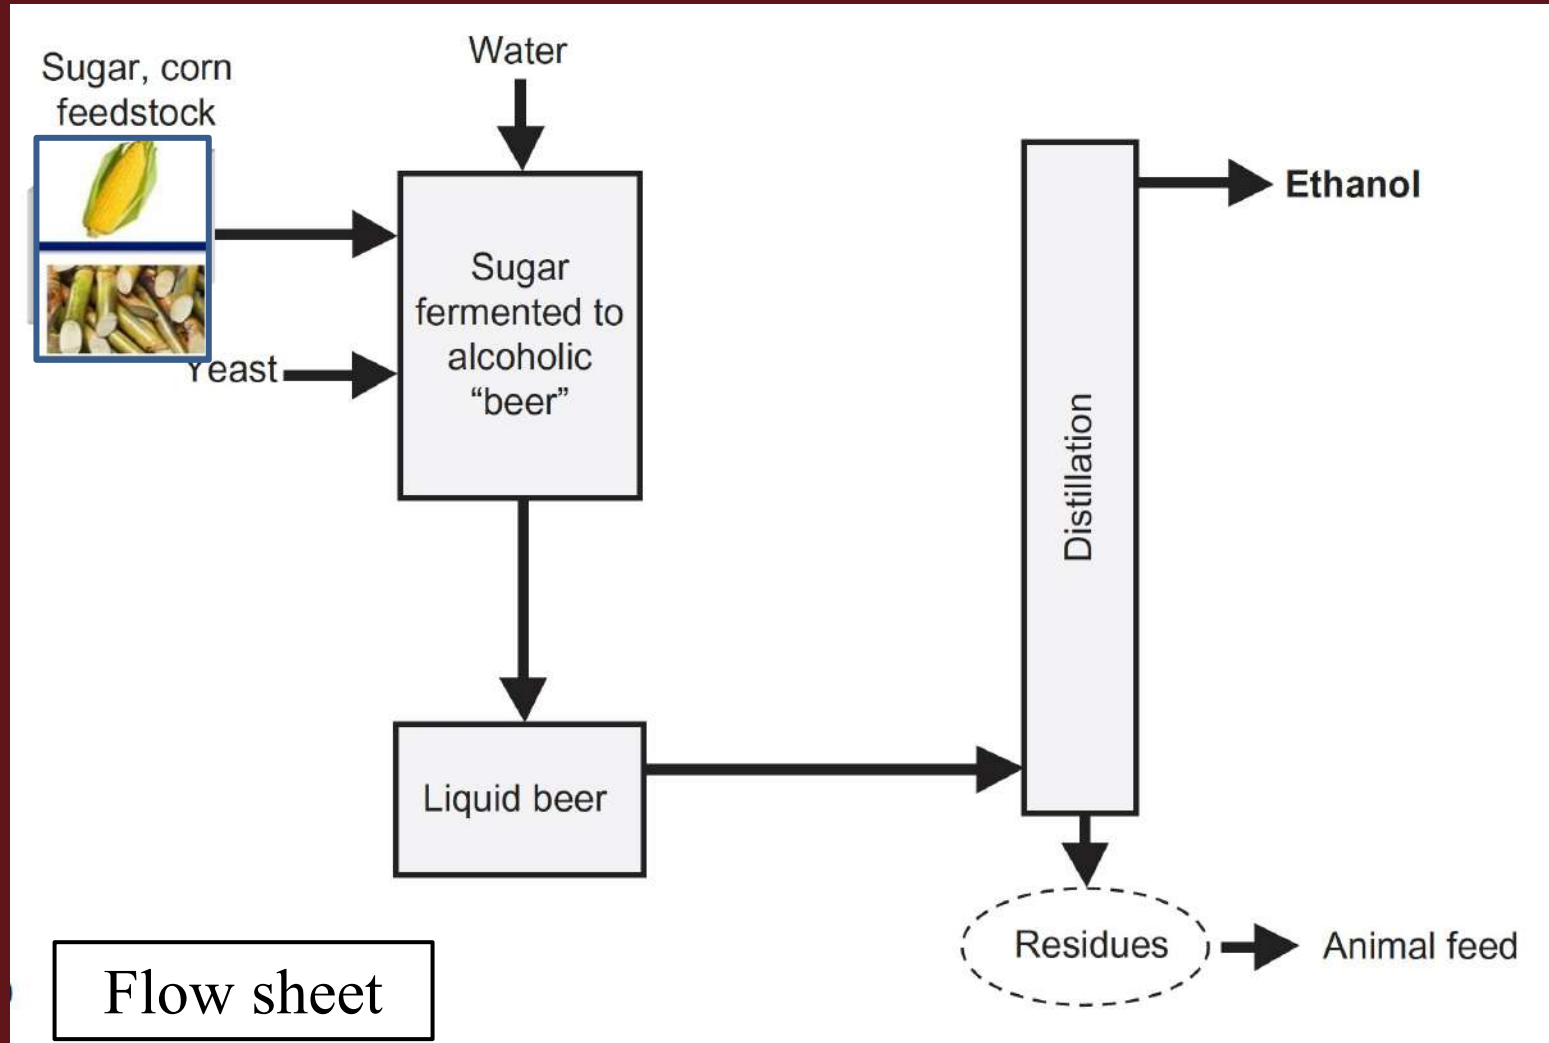 Sugar, corn
feedstock
Water
Sugar
fermented to
alcoholic
“beer”
Yeast
Liquid beer
Distillation
Ethanol
Residues
Animal feed
Flow sheet